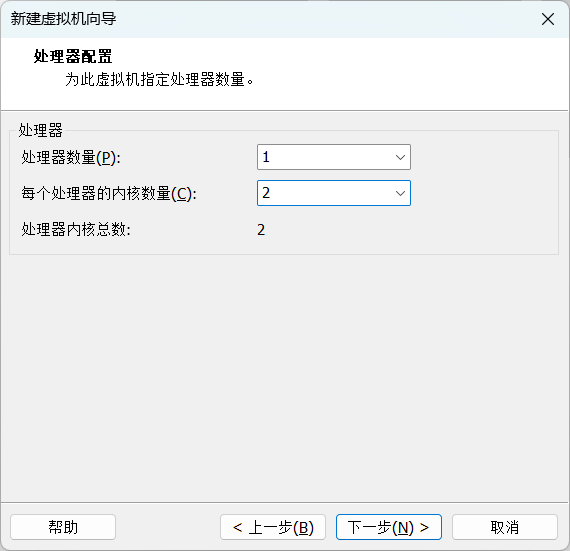 新建虚拟机向导
处理器配置
为此虚拟机指定处理器数量。
处理器
处理器数量(P):
1
每个处理器的内核数量(C):
2
处理器内核总数:
2
帮助
< 上一步(B)
下一步(N) >
取消